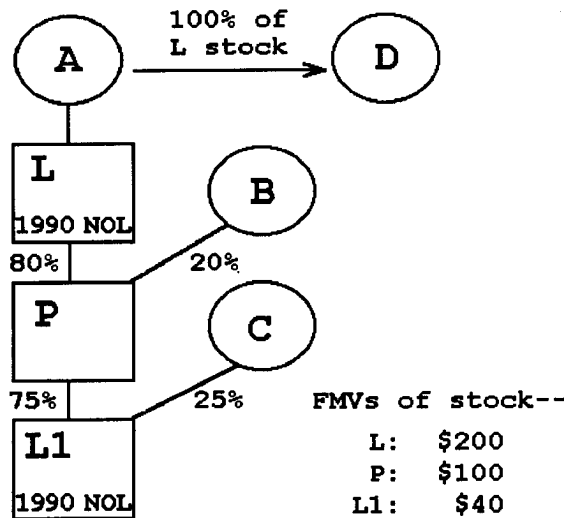 100% of
L stock
A
D
L
1990 NOL
B
80%
20%
P
C
75%
25%
FMVs of stock--
L1
L: $200
P: $100
1990 NOL
L1: $40